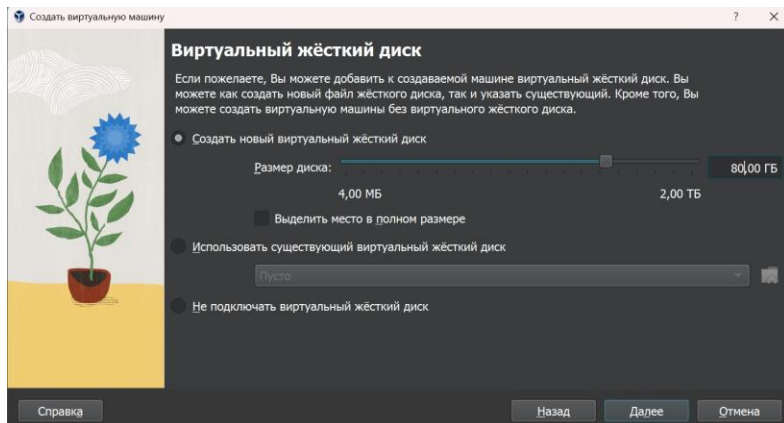 Создать виртуальную машину
? ×
Виртуальный жёсткий диск
Если пожелаете, Вы можете добавить к создаваемой машине виртуальный жёсткий диск. Вы
можете как создать новый файл жёсткого диска, так и указать существующий. Кроме того, Вы
можете создать виртуальную машины без виртуального жёсткого диска.
Создать новый виртуальный жёсткий диск
Размер диска: 80,00 ГБ
4,00 МБ 2,00 ТБ
Выделить место в полном размере
Использовать существующий виртуальный жёсткий диск
Пусто
Не подключать виртуальный жёсткий диск
Справка Назад Далее Отмена